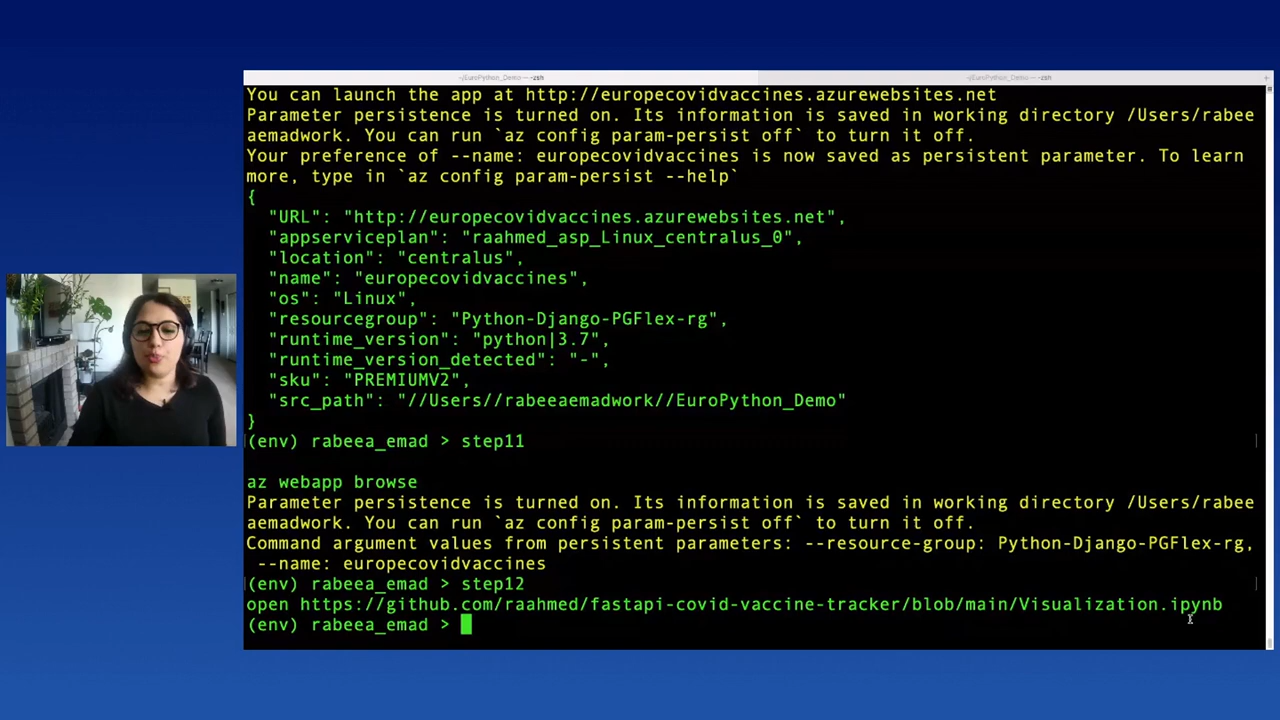 ~/EuroPython_Demo — -zsh
~/EuroPython_Demo — -zsh
You can launch the app at http://europecovidvaccines.azurewebsites.net
Parameter persistence is turned on. Its information is saved in working directory /Users/rabee
aemadwork. You can run `az config param-persist off` to turn it off.
Your preference of --name: europecovidvaccines is now saved as persistent parameter. To learn
more, type in `az config param-persist --help`
{
"URL": "http://europecovidvaccines.azurewebsites.net",
"appserviceplan": "raahmed_asp_Linux_centralus_0",
"location": "centralus",
"name": "europecovidvaccines",
"os": "Linux",
"resourcegroup": "Python-Django-PGFlex-rg",
"runtime_version": "python|3.7",
"runtime_version_detected": "-",
"sku": "PREMIUMV2",
"src_path": "//Users//rabeeaemadwork//EuroPython_Demo"
}
(env) rabeea_emad > step11
az webapp browse
Parameter persistence is turned on. Its information is saved in working directory /Users/rabee
aemadwork. You can run `az config param-persist off` to turn it off.
Command argument values from persistent parameters: --resource-group: Python-Django-PGFlex-rg,
--name: europecovidvaccines
(env) rabeea_emad > step12
open https://github.com/raahmed/fastapi-covid-vaccine-tracker/blob/main/Visualization.ipynb
(env) rabeea_emad >